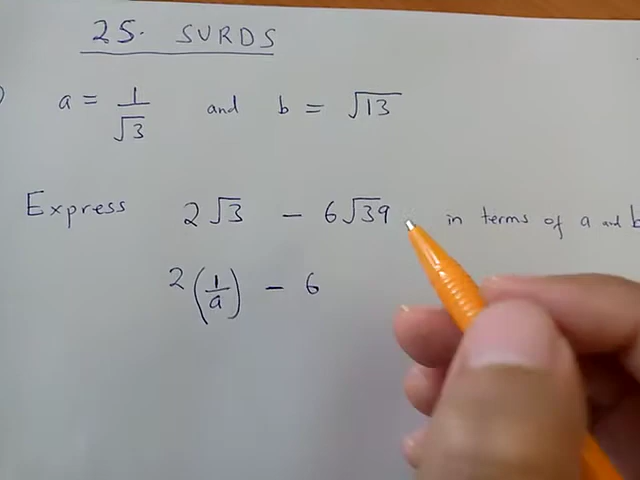 25. SURDS
) a = 1/√3 and b = √13
Express 2√3 - 6√39 in terms of a and b
2(1/a) - 6